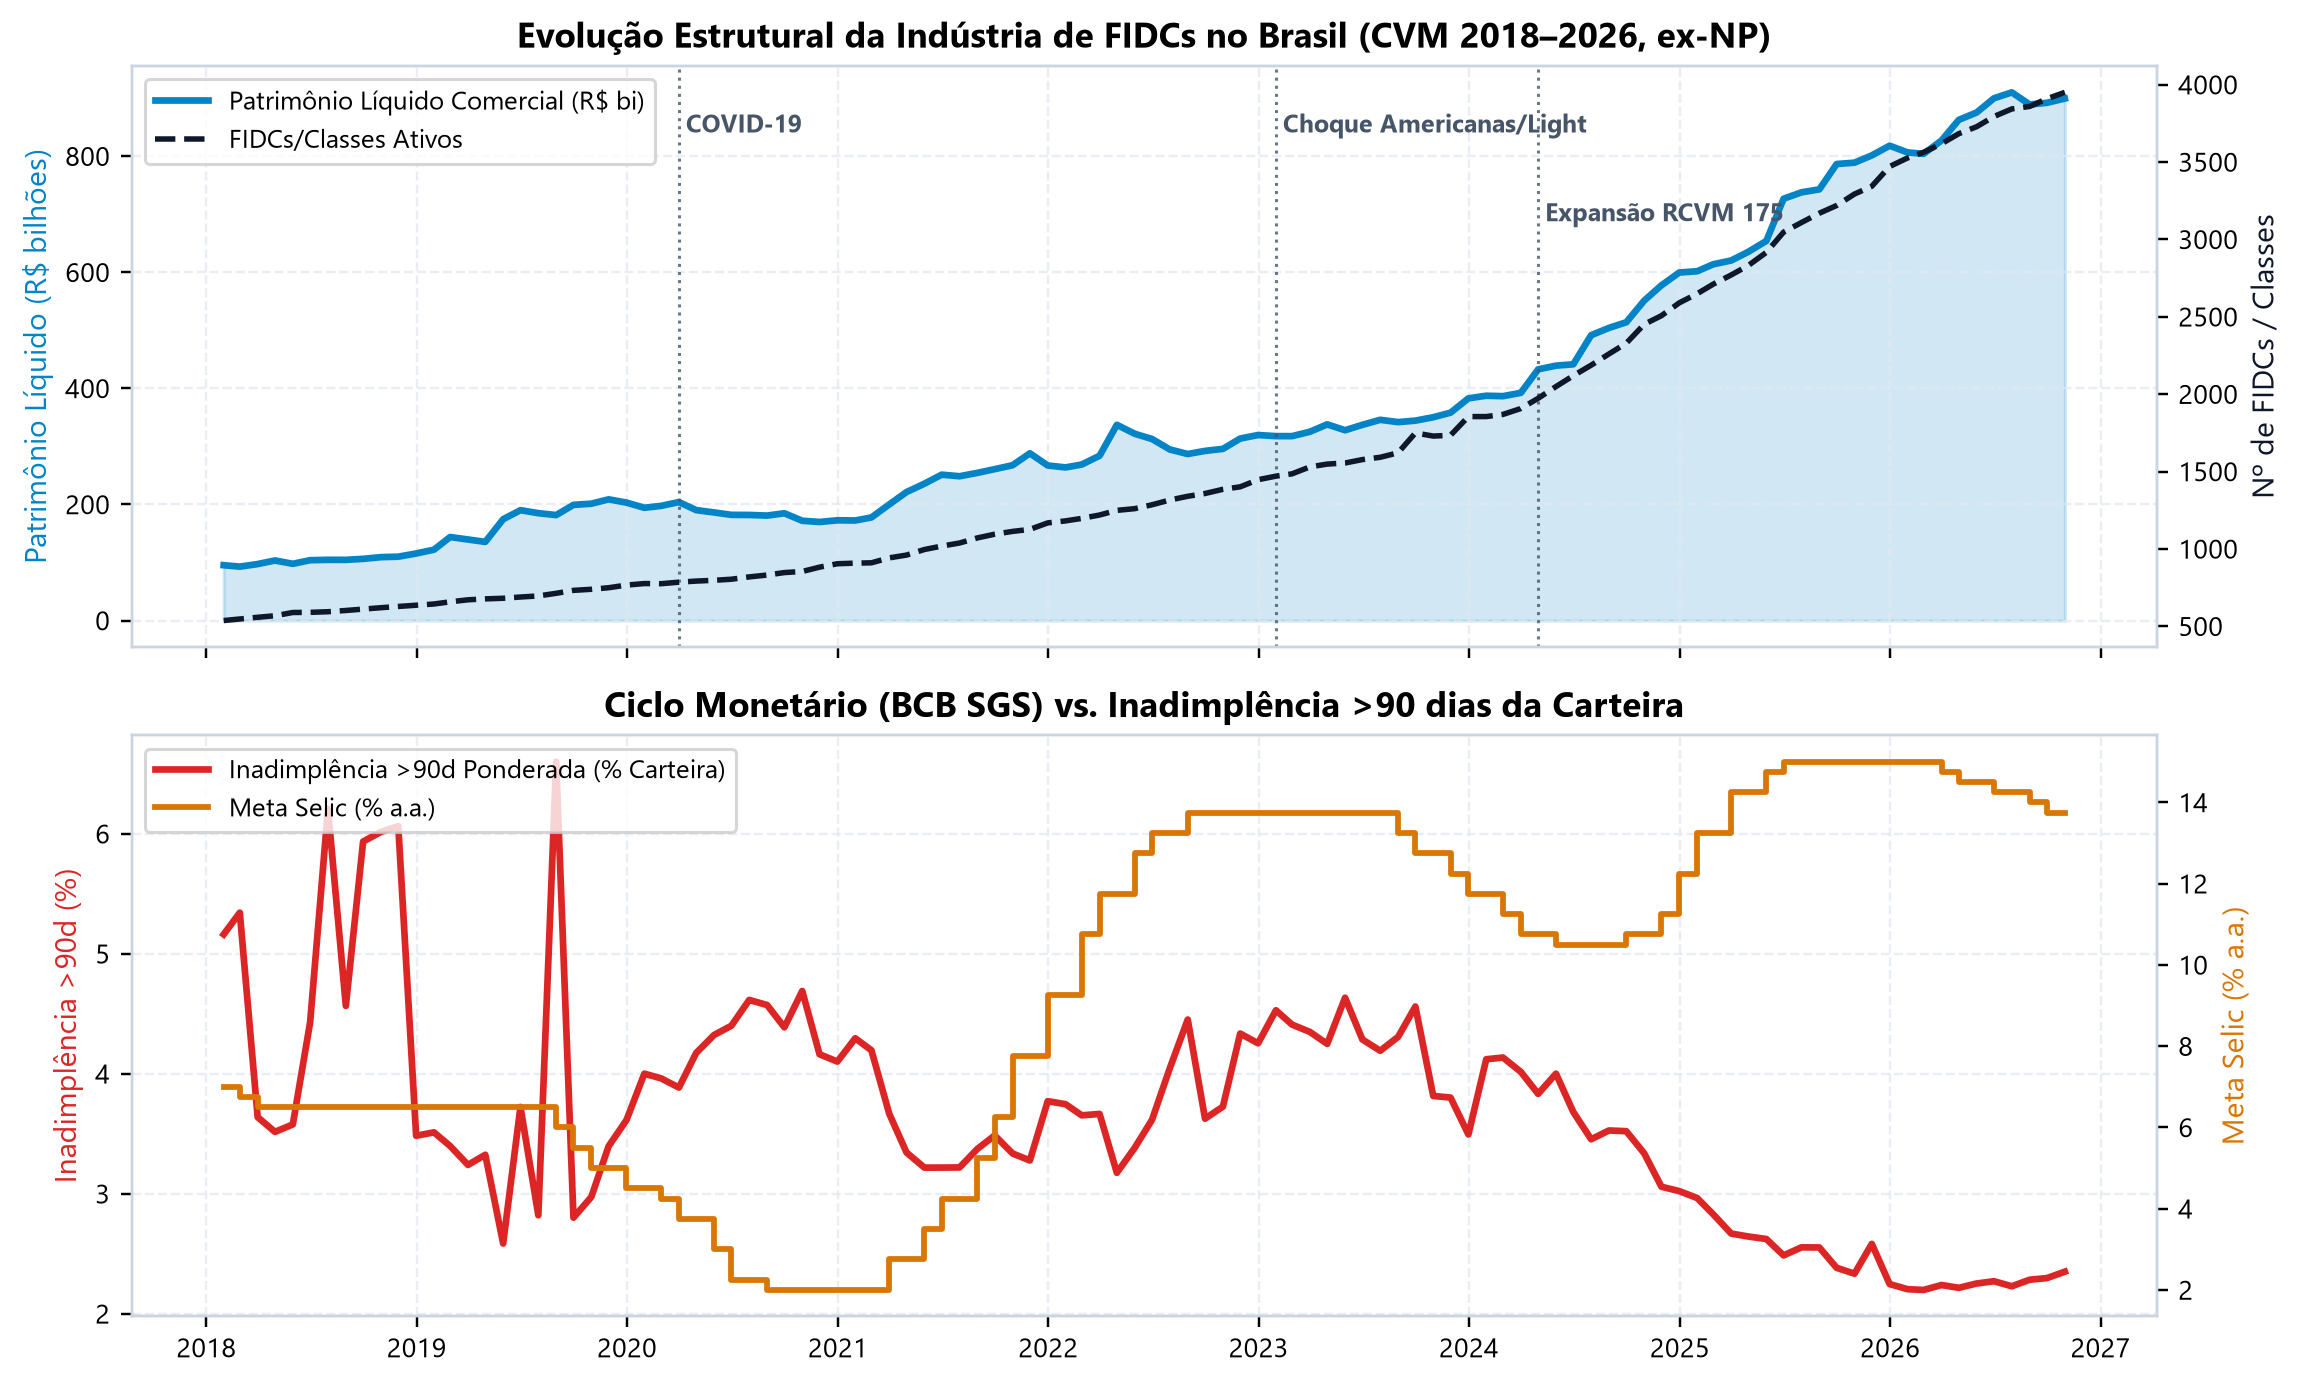 Evolução Estrutural da Indústria de FIDCs no Brasil (CVM 2018–2026, ex-NP)
Patrimônio Líquido Comercial (R$ bi)
FIDCs/Classes Ativos
COVID-19
Choque Americanas/Light
Expansão RCVM 175
Patrimônio Líquido (R$ bilhões)
800
600
400
200
0
4000
3500
3000
2500
2000
1500
1000
500
Nº de FIDCs / Classes
Ciclo Monetário (BCB SGS) vs. Inadimplência >90 dias da Carteira
Inadimplência >90d Ponderada (% Carteira)
Meta Selic (% a.a.)
Inadimplência >90d (%)
6
5
4
3
2
14
12
10
8
6
4
2
Meta Selic (% a.a.)
2018 2019 2020 2021 2022 2023 2024 2025 2026 2027